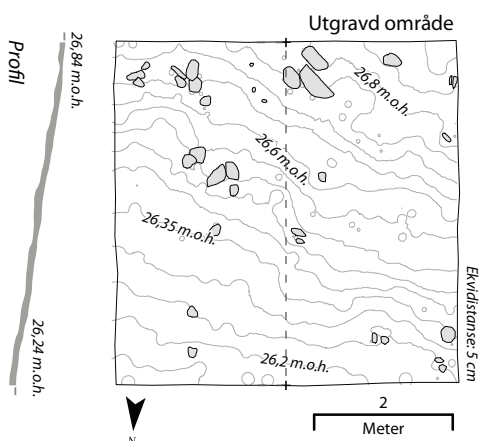 Utgravd område
26,84 m.o.h.
Profil
26,24 m.o.h.
26,8 m.o.h.
26,6 m.o.h.
26,35 m.o.h.
26,2 m.o.h.
Ekvidistanse: 5 cm
N
2
Meter